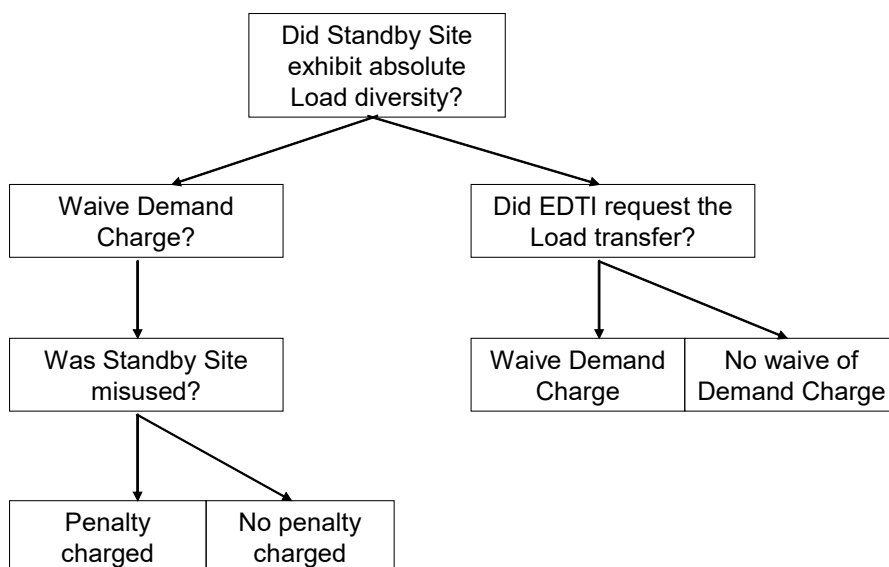 Did Standby Site
exhibit absolute
Load diversity?
Waive Demand
Charge?
Did EDTI request the
Load transfer?
Was Standby Site
misused?
Waive Demand
Charge
No waive of
Demand Charge
Penalty
charged
No penalty
charged